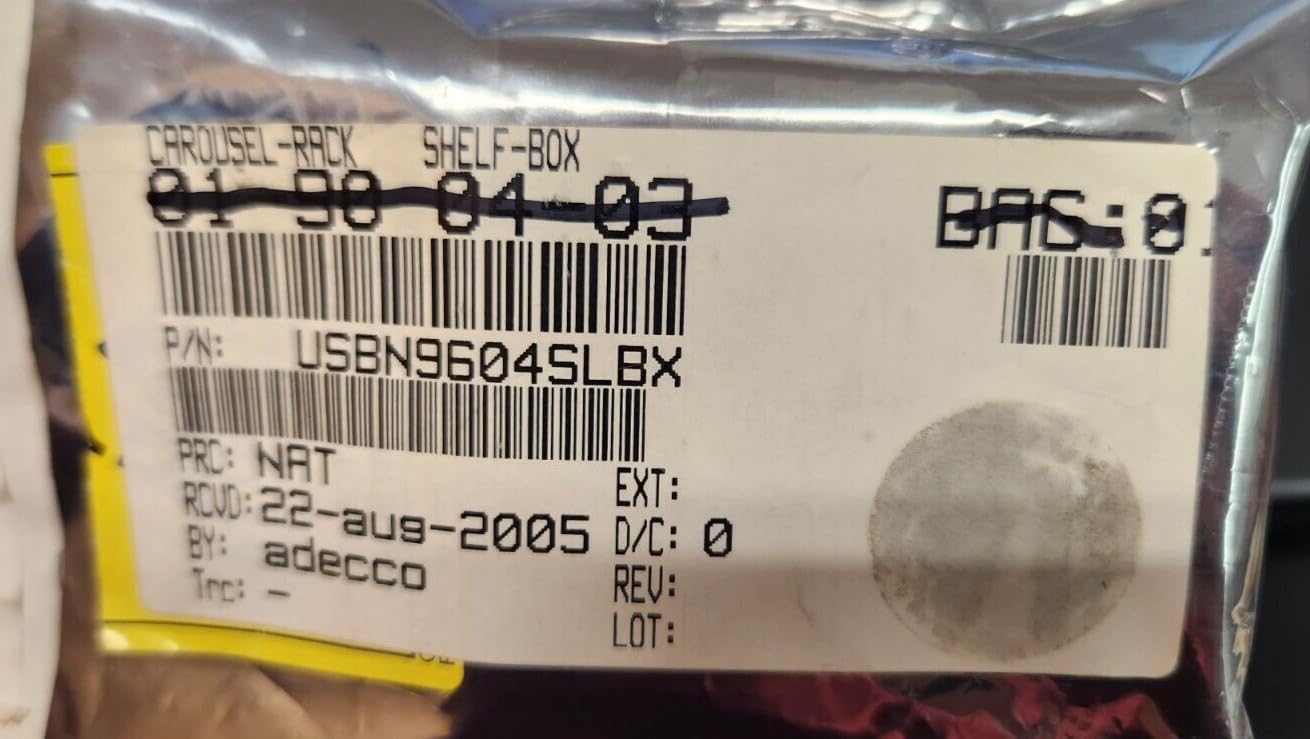 CAROUSEL-RACK SHELF-BOX
01 90 04-03
BAG:01
P/N: USBN9604SLBX
PRC: NAT
EXT:
RCVD: 22-aug-2005
D/C: 0
BY: adecco
REV:
Trc: -
LOT: